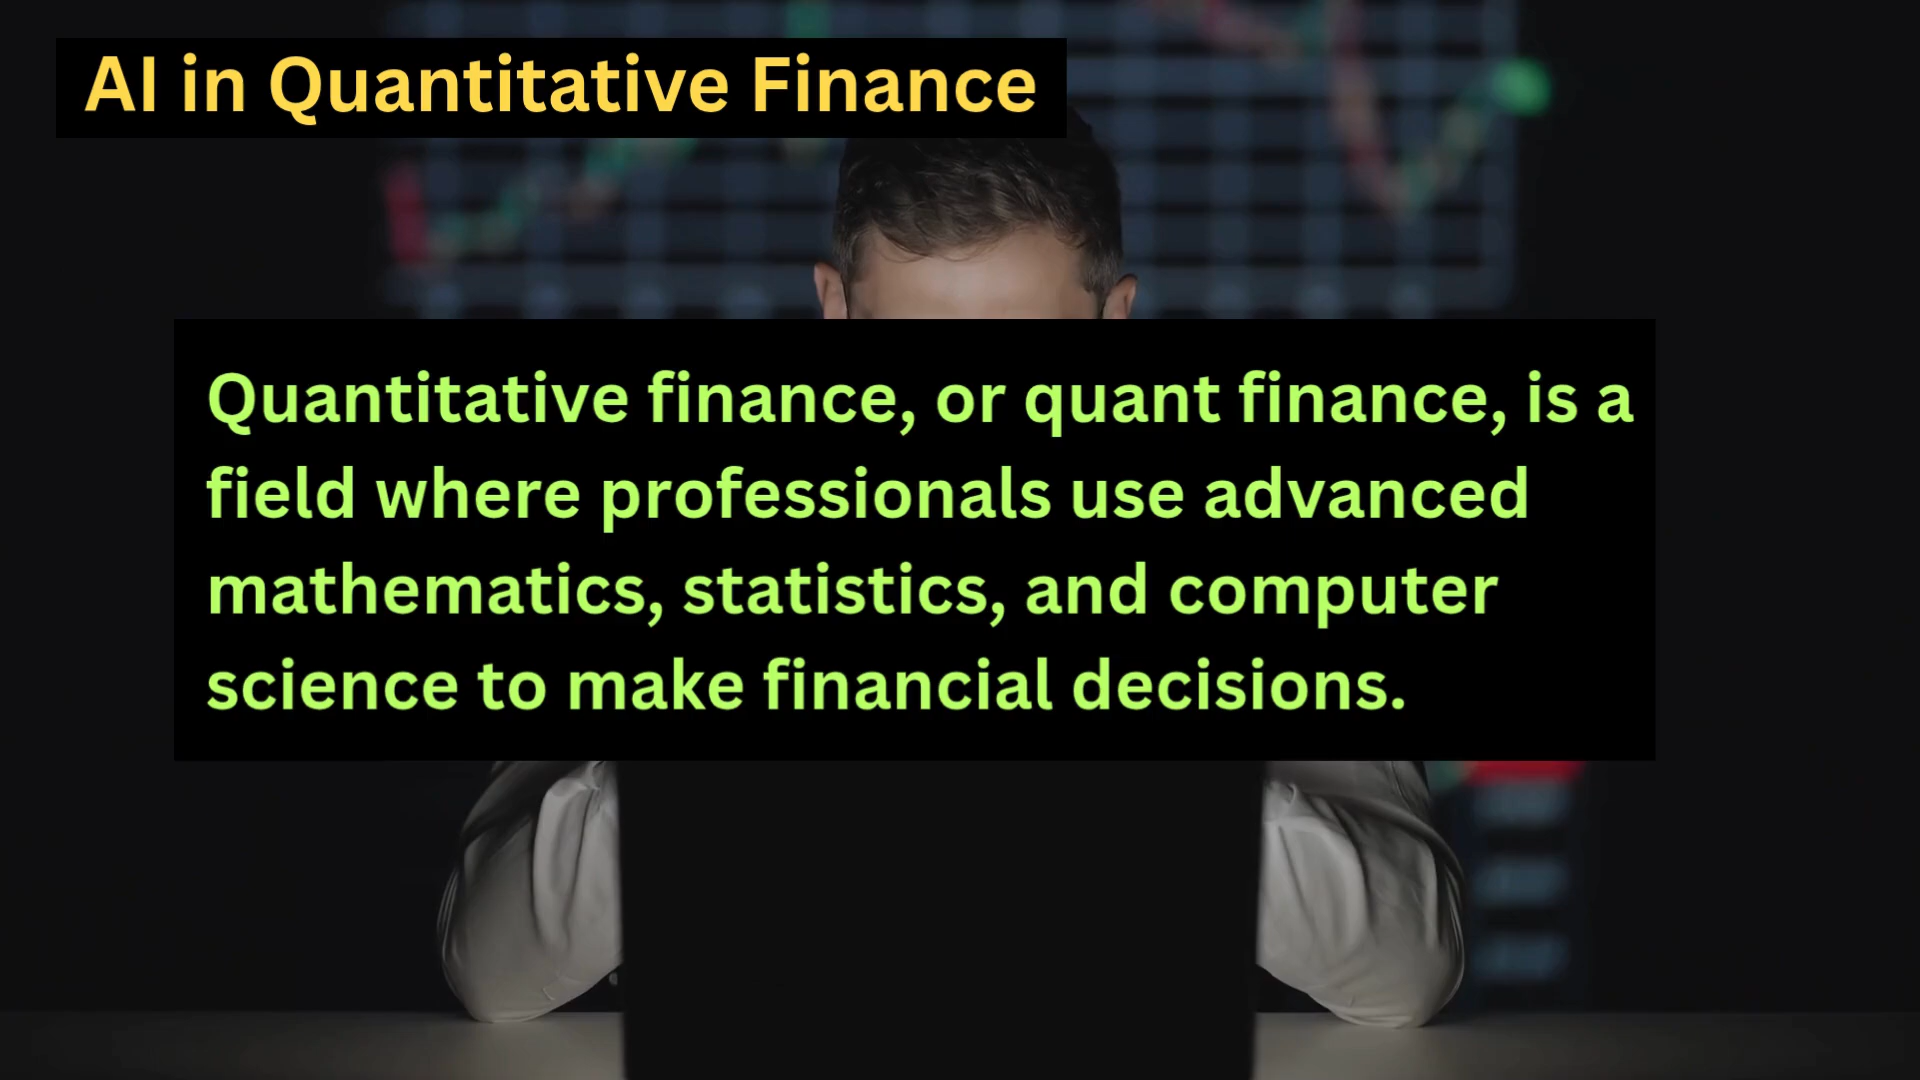 AI in Quantitative Finance
Quantitative finance, or quant finance, is a
field where professionals use advanced
mathematics, statistics, and computer
science to make financial decisions.